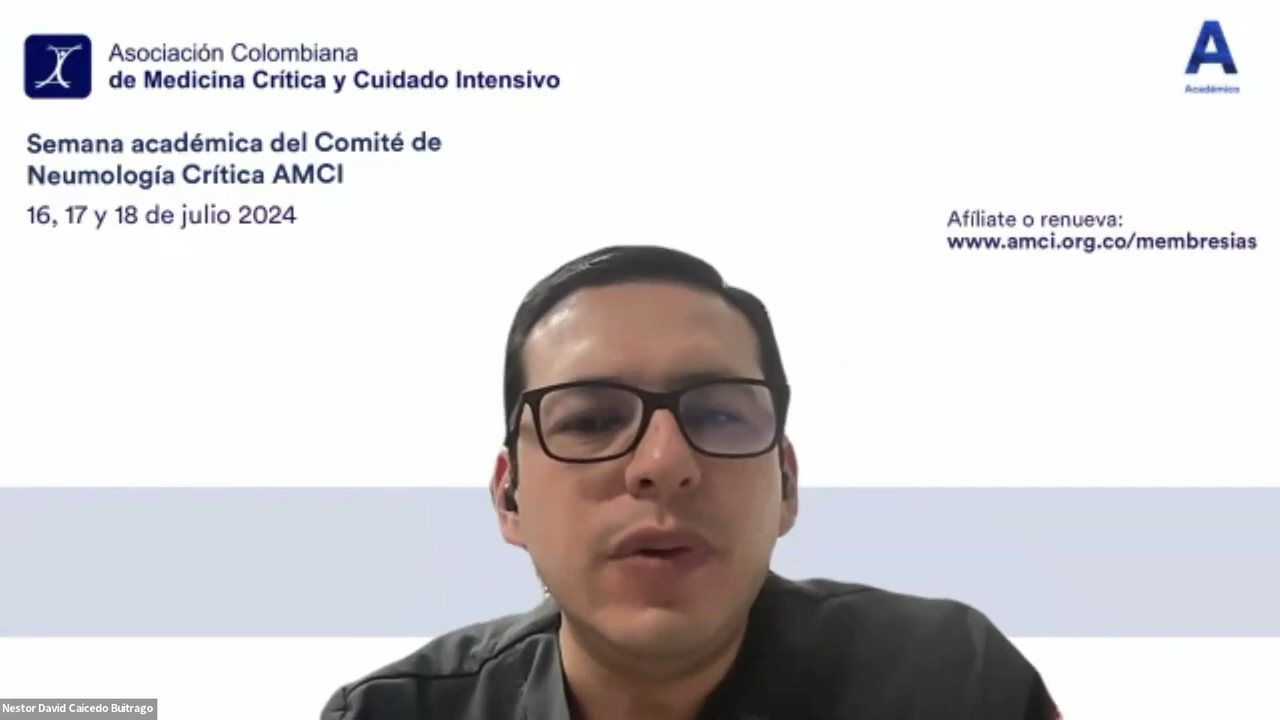 Asociación Colombiana
de Medicina Crítica y Cuidado Intensivo
A
Académico
Semana académica del Comité de
Neumología Crítica AMCI
16, 17 y 18 de julio 2024
Afíliate o renueva:
www.amci.org.co/membresias
Nestor David Caicedo Buitrago